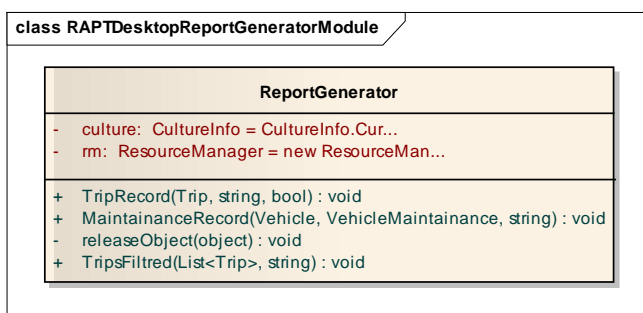 class RAPTDesktopReportGeneratorModule
ReportGenerator
- culture: CultureInfo = CultureInfo.Cur...
- rm: ResourceManager = new ResourceMan...
+ TripRecord(Trip, string, bool) : void
+ MaintainanceRecord(Vehicle, VehicleMaintainance, string) : void
- releaseObject(object) : void
+ TripsFiltred(List<Trip>, string) : void